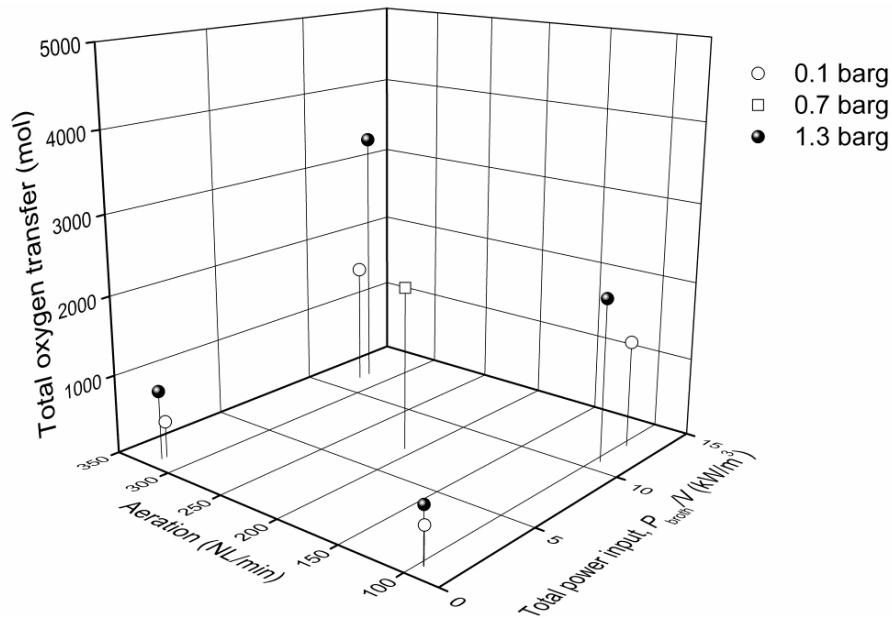 5000
4000
3000
2000
1000
Total oxygen transfer (mol)
0.1 barg
0.7 barg
1.3 barg
350
300
250
200
150
100
Aeration (NL/min)
0
5
10
15
Total power input, P_broth/V (kW/m³)